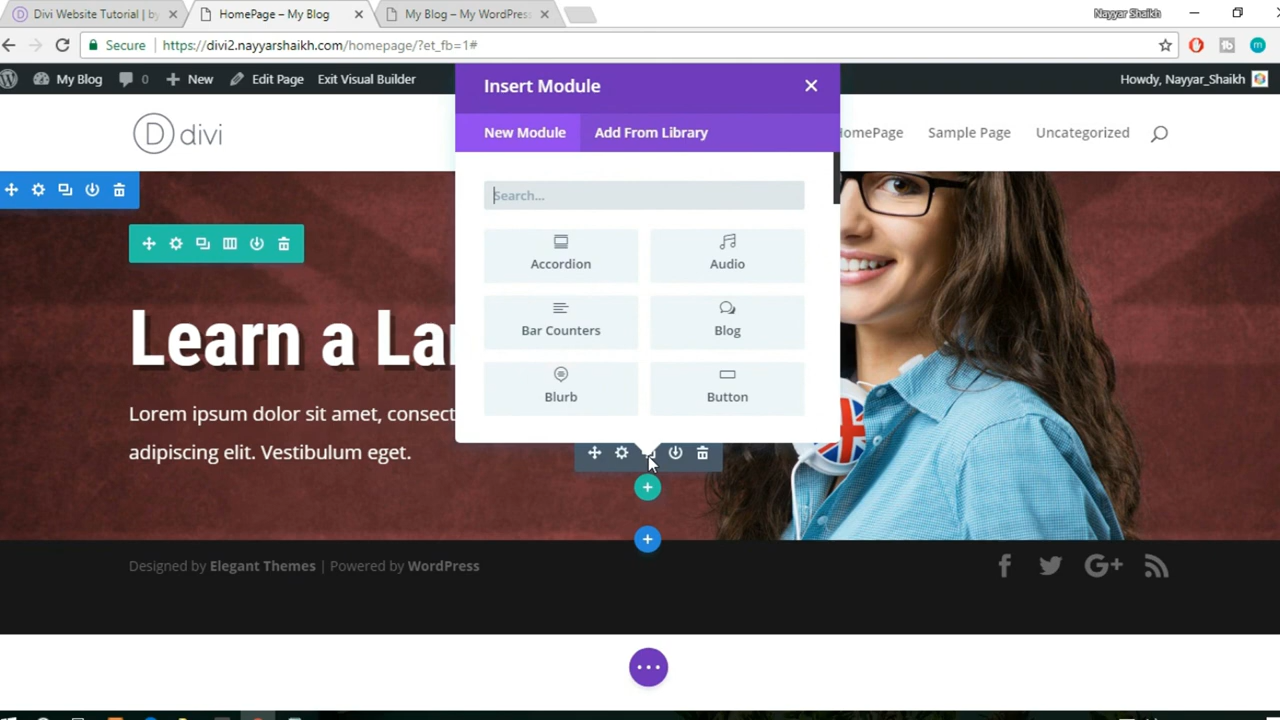 Divi Website Tutorial | by
HomePage – My Blog
My Blog – My WordPress
Nayyar Shaikh
Secure
https://divi2.nayyarshaikh.com/homepage/?et_fb=1#
My Blog
0
New
Edit Page
Exit Visual Builder
Howdy, Nayyar_Shaikh
Insert Module
New Module
Add From Library
D divi
HomePage
Sample Page
Uncategorized
Search...
Accordion
Audio
Bar Counters
Blog
Blurb
Button
Learn a La
Lorem ipsum dolor sit amet, consect
adipiscing elit. Vestibulum eget.
Designed by Elegant Themes | Powered by WordPress